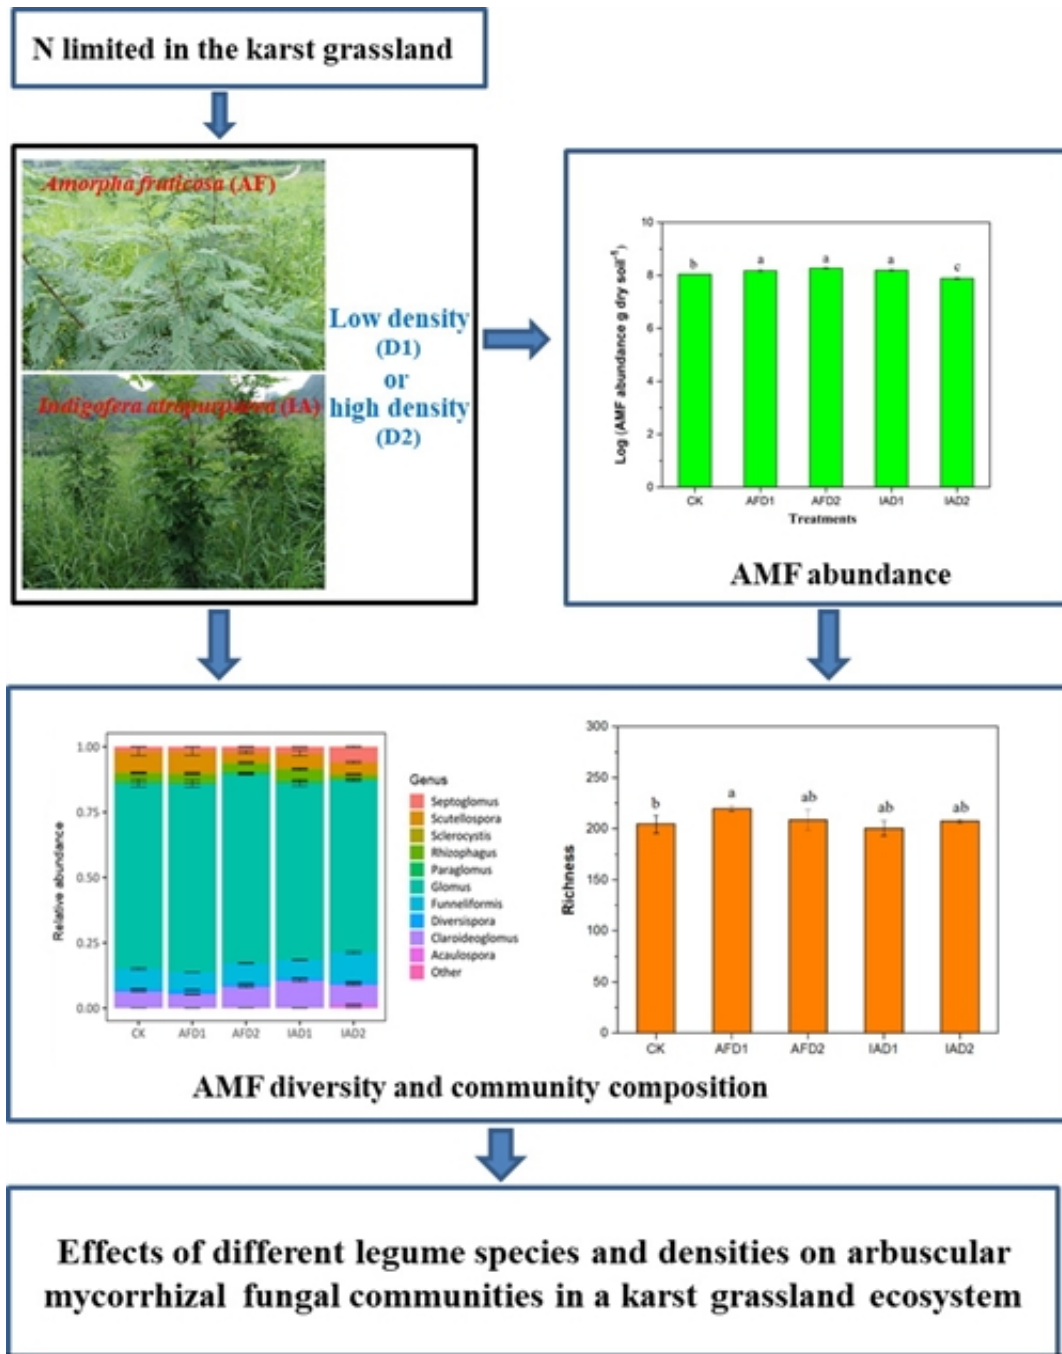 N limited in the karst grassland
Amorpha fruticosa (AF)
Indigofera atropurpurea (IA)
Low density
(D1)
or
high density
(D2)
Log (AMF abundance g dry soil⁻¹)
10
8
6
4
2
0
b
a
a
a
c
CK
AFD1
AFD2
IAD1
IAD2
Treatments
AMF abundance
Relative abundance
1.00
0.75
0.50
0.25
0.00
CK
AFD1
AFD2
IAD1
IAD2
Genus
Septoglomus
Scutellospora
Sclerocystis
Rhizophagus
Paraglomus
Glomus
Funneliformis
Diversispora
Claroideoglomus
Acaulospora
Other
Richness
300
250
200
150
100
50
0
b
a
ab
ab
ab
CK
AFD1
AFD2
IAD1
IAD2
AMF diversity and community composition
Effects of different legume species and densities on arbuscular
mycorrhizal fungal communities in a karst grassland ecosystem